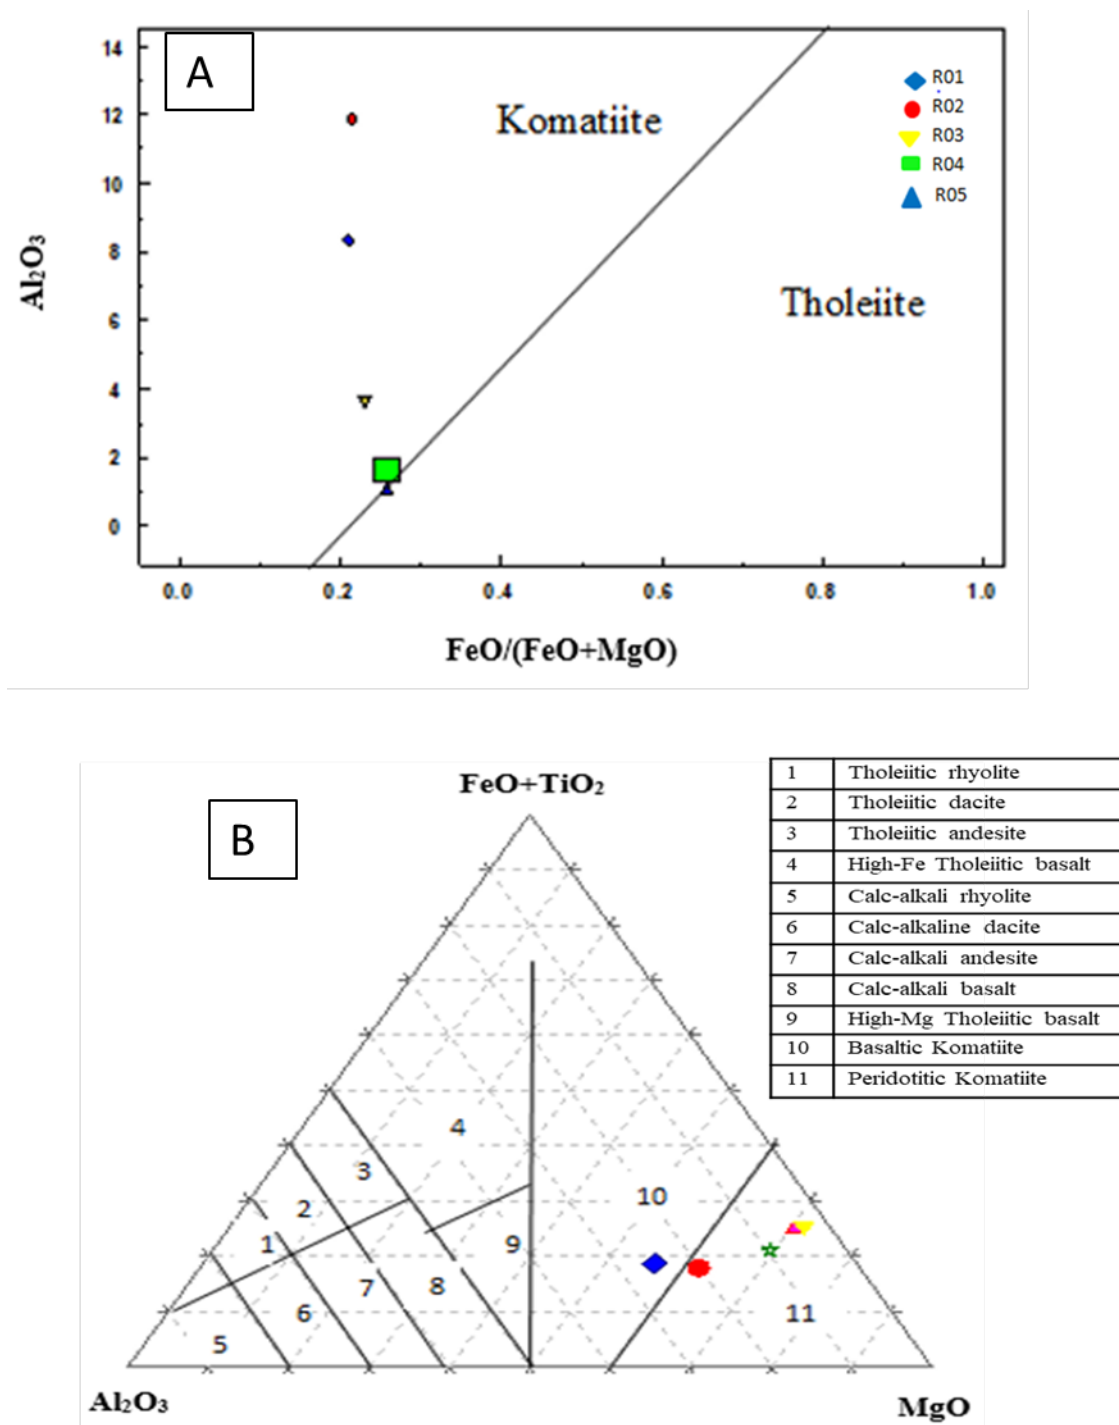 A
14
12
10
8
6
4
2
0
Al₂O₃
Komatiite
Tholeiite
R01
R02
R03
R04
R05
0.0 0.2 0.4 0.6 0.8 1.0
FeO/(FeO+MgO)
B
FeO+TiO₂
1 Tholeiitic rhyolite
2 Tholeiitic dacite
3 Tholeiitic andesite
4 High-Fe Tholeiitic basalt
5 Calc-alkali rhyolite
6 Calc-alkaline dacite
7 Calc-alkali andesite
8 Calc-alkali basalt
9 High-Mg Tholeiitic basalt
10 Basaltic Komatiite
11 Peridotitic Komatiite
4
3
10
2
1
9
7
8
6
11
5
Al₂O₃
MgO